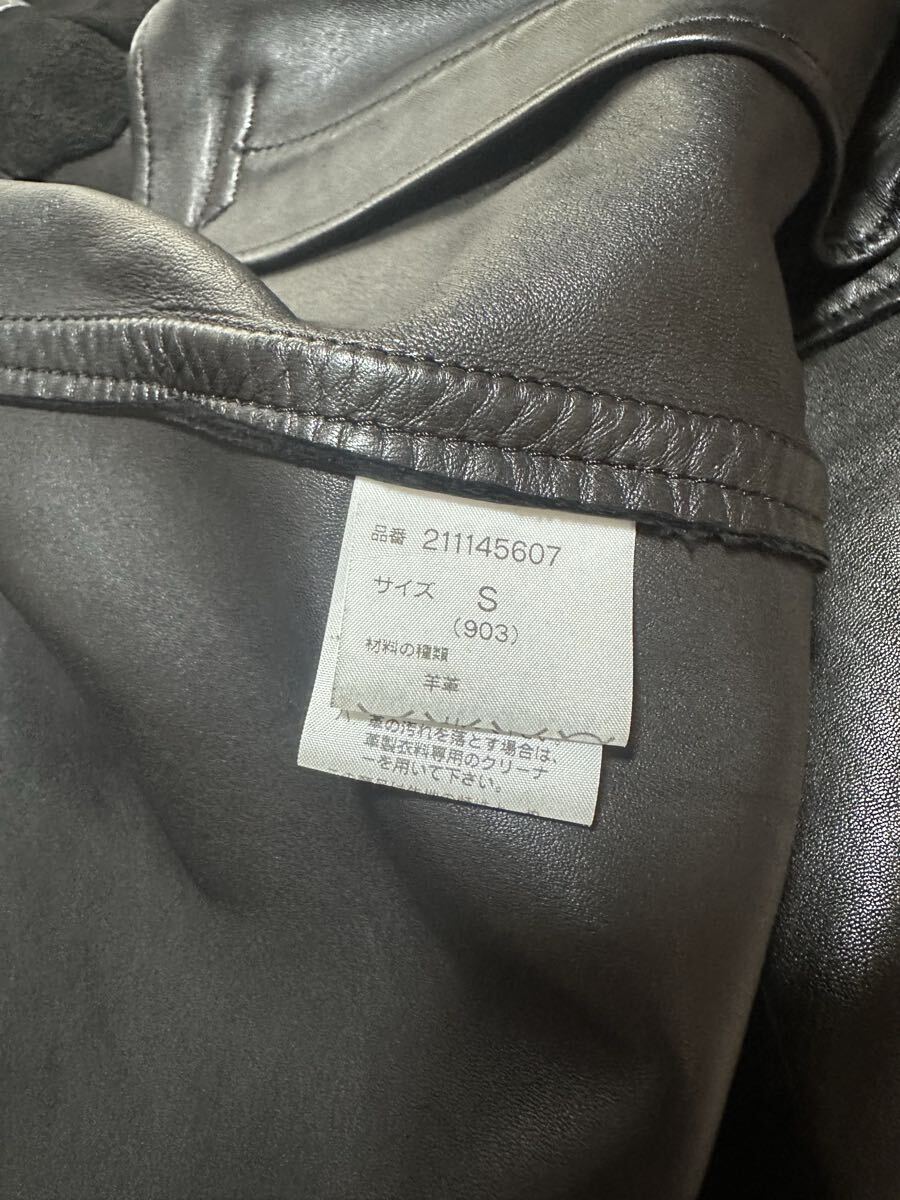 品番 211145607
サイズ S
(903)
材料の種類
羊革
革の汚れを落とす場合は、
革製衣料専用のクリーナ
ーを用いて下さい。